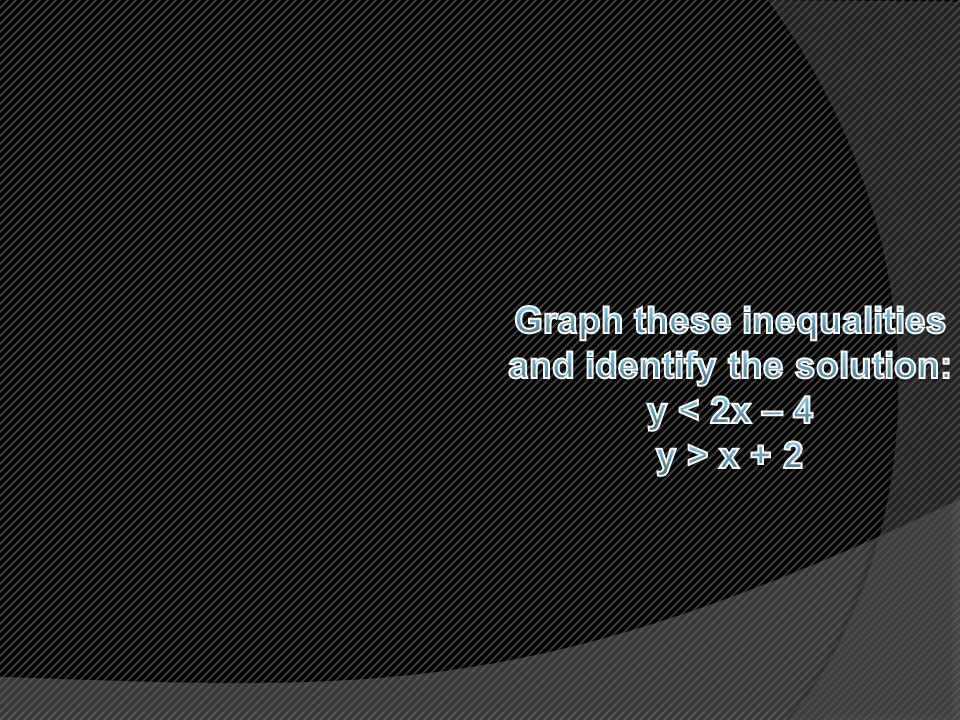 Graph these inequalities
and identify the solution:
y < 2x – 4
y > x + 2